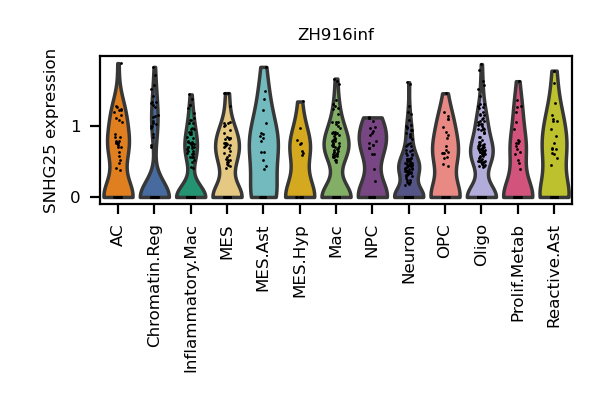 ZH916inf
SNHG25 expression
1
0
AC
Chromatin.Reg
Inflammatory.Mac
MES
MES.Ast
MES.Hyp
Mac
NPC
Neuron
OPC
Oligo
Prolif.Metab
Reactive.Ast